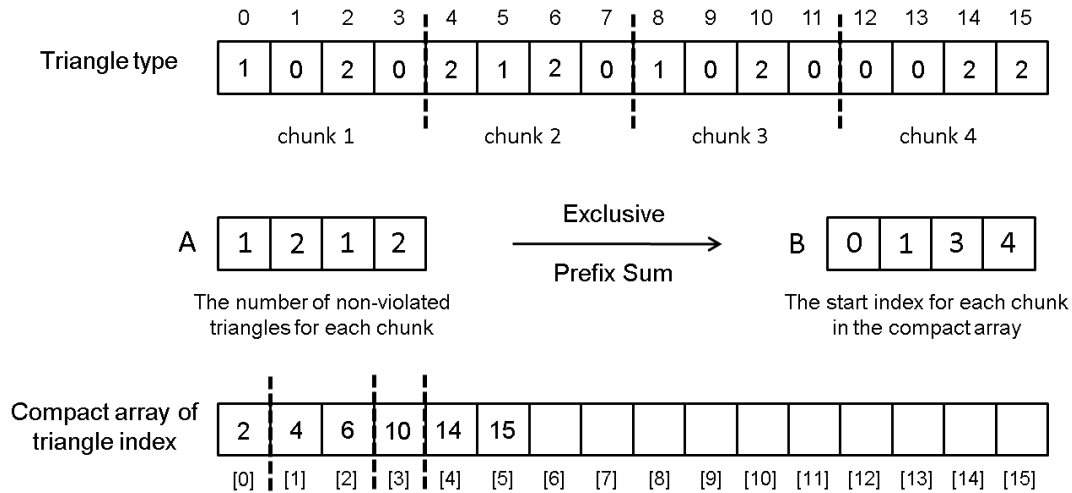 0 1 2 3 4 5 6 7 8 9 10 11 12 13 14 15
Triangle type 1 0 2 0 2 1 2 0 1 0 2 0 0 0 2 2
chunk 1 chunk 2 chunk 3 chunk 4
A 1 2 1 2
The number of non-violated
triangles for each chunk
Exclusive
Prefix Sum
B 0 1 3 4
The start index for each chunk
in the compact array
Compact array of
triangle index
2 4 6 10 14 15
[0] [1] [2] [3] [4] [5] [6] [7] [8] [9] [10] [11] [12] [13] [14] [15]